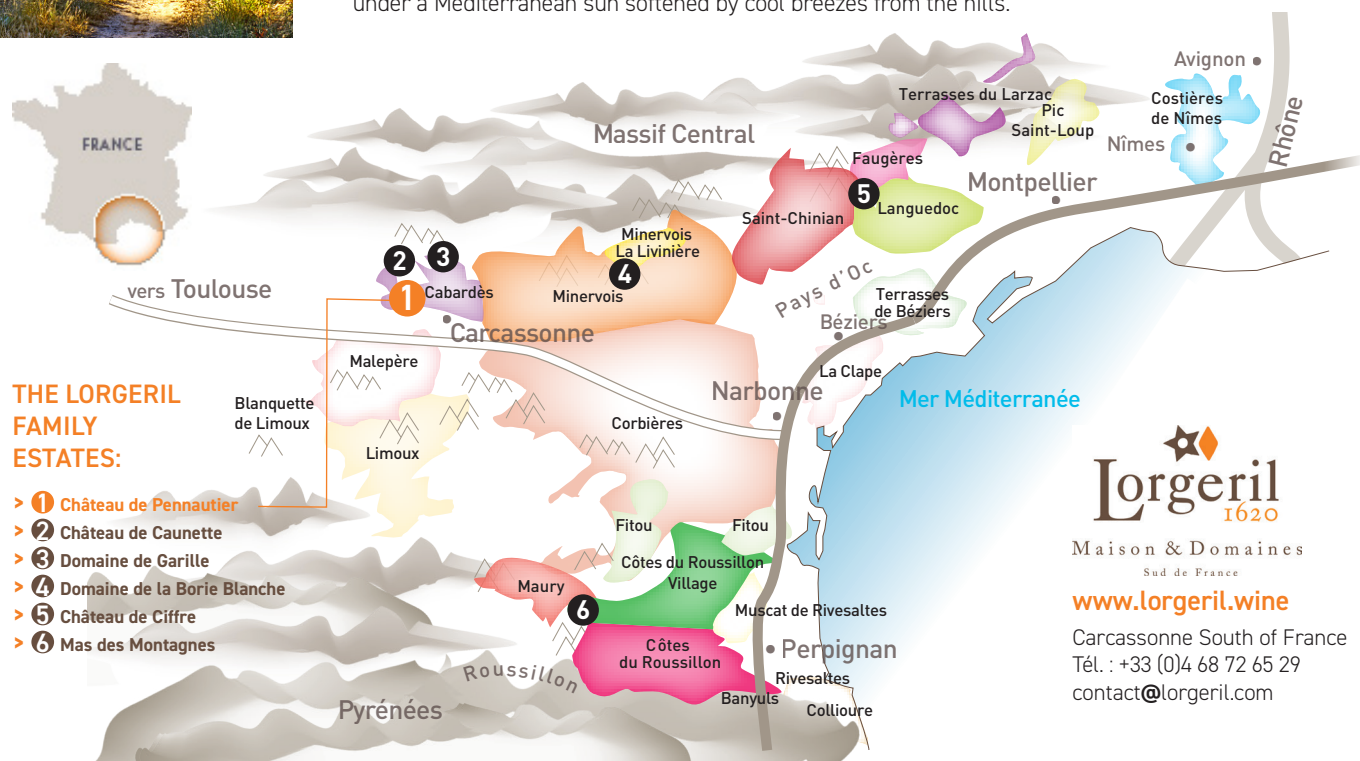 under a Mediterranean sun softened by cool breezes from the hills.
FRANCE
Massif Central
Avignon
Terrasses du Larzac
Pic
Saint-Loup
Costières
de Nîmes
Nîmes
Rhône
Faugères
Montpellier
5
Languedoc
Saint-Chinian
Minervois
La Livinière
4
Minervois
2
3
1
Cabardès
vers Toulouse
Carcassonne
Pays d'Oc
Terrasses
de Béziers
Béziers
Malepère
La Clape
Narbonne
Mer Méditerranée
Blanquette
de Limoux
Limoux
Corbières
THE LORGERIL
FAMILY
ESTATES:
> 1 Château de Pennautier
> 2 Château de Caunette
> 3 Domaine de Garille
> 4 Domaine de la Borie Blanche
> 5 Château de Ciffre
> 6 Mas des Montagnes
Fitou
Fitou
Côtes du Roussillon
Village
Maury
6
Muscat de Rivesaltes
Côtes
du Roussillon
Perpignan
Rivesaltes
Roussillon
Banyuls
Collioure
Pyrénées
Lorgeril
1620
Maison & Domaines
Sud de France
www.lorgeril.wine
Carcassonne South of France
Tél. : +33 (0)4 68 72 65 29
contact@lorgeril.com